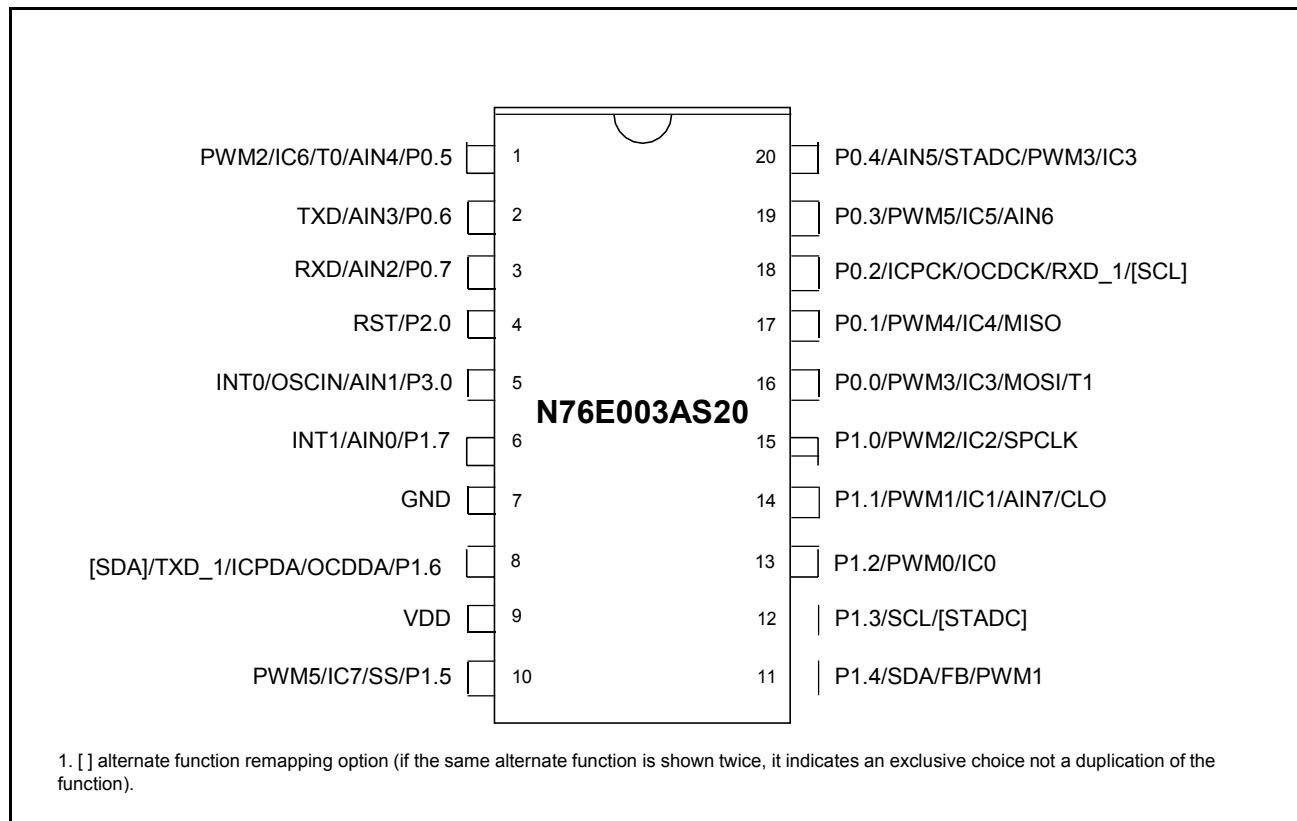 PWM2/IC6/T0/AIN4/P0.5 1 20 P0.4/AIN5/STADC/PWM3/IC3
TXD/AIN3/P0.6 2 19 P0.3/PWM5/IC5/AIN6
RXD/AIN2/P0.7 3 18 P0.2/ICPCK/OCDCK/RXD_1/[SCL]
RST/P2.0 4 17 P0.1/PWM4/IC4/MISO
INT0/OSCIN/AIN1/P3.0 5 16 P0.0/PWM3/IC3/MOSI/T1
N76E003AS20
INT1/AIN0/P1.7 6 15 P1.0/PWM2/IC2/SPCLK
GND 7 14 P1.1/PWM1/IC1/AIN7/CLO
[SDA]/TXD_1/ICPDA/OCDDA/P1.6 8 13 P1.2/PWM0/IC0
VDD 9 12 P1.3/SCL/[STADC]
PWM5/IC7/SS/P1.5 10 11 P1.4/SDA/FB/PWM1
1. [ ] alternate function remapping option (if the same alternate function is shown twice, it indicates an exclusive choice not a duplication of the
function).